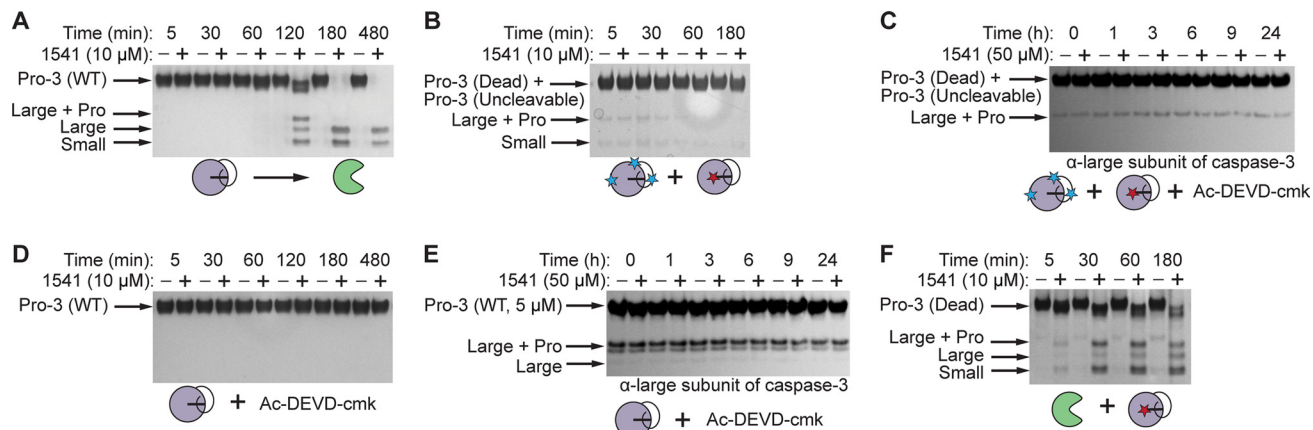 A
Time (min): 5 30 60 120 180 480
1541 (10 µM): − + − + − + − + − + − +
Pro-3 (WT)
Large + Pro
Large
Small
B
Time (min): 5 30 60 180
1541 (10 µM): − + − + − + − +
Pro-3 (Dead) +
Pro-3 (Uncleavable)
Large + Pro
Small
+
C
Time (h): 0 1 3 6 9 24
1541 (50 µM): − + − + − + − + − + − +
Pro-3 (Dead) +
Pro-3 (Uncleavable)
Large + Pro
α-large subunit of caspase-3
+ + Ac-DEVD-cmk
D
Time (min): 5 30 60 120 180 480
1541 (10 µM): − + − + − + − + − + − +
Pro-3 (WT)
+ Ac-DEVD-cmk
E
Time (h): 0 1 3 6 9 24
1541 (50 µM): − + − + − + − + − + − +
Pro-3 (WT, 5 µM)
Large + Pro
Large
α-large subunit of caspase-3
+ Ac-DEVD-cmk
F
Time (min): 5 30 60 180
1541 (10 µM): − + − + − + − +
Pro-3 (Dead)
Large + Pro
Large
Small
+